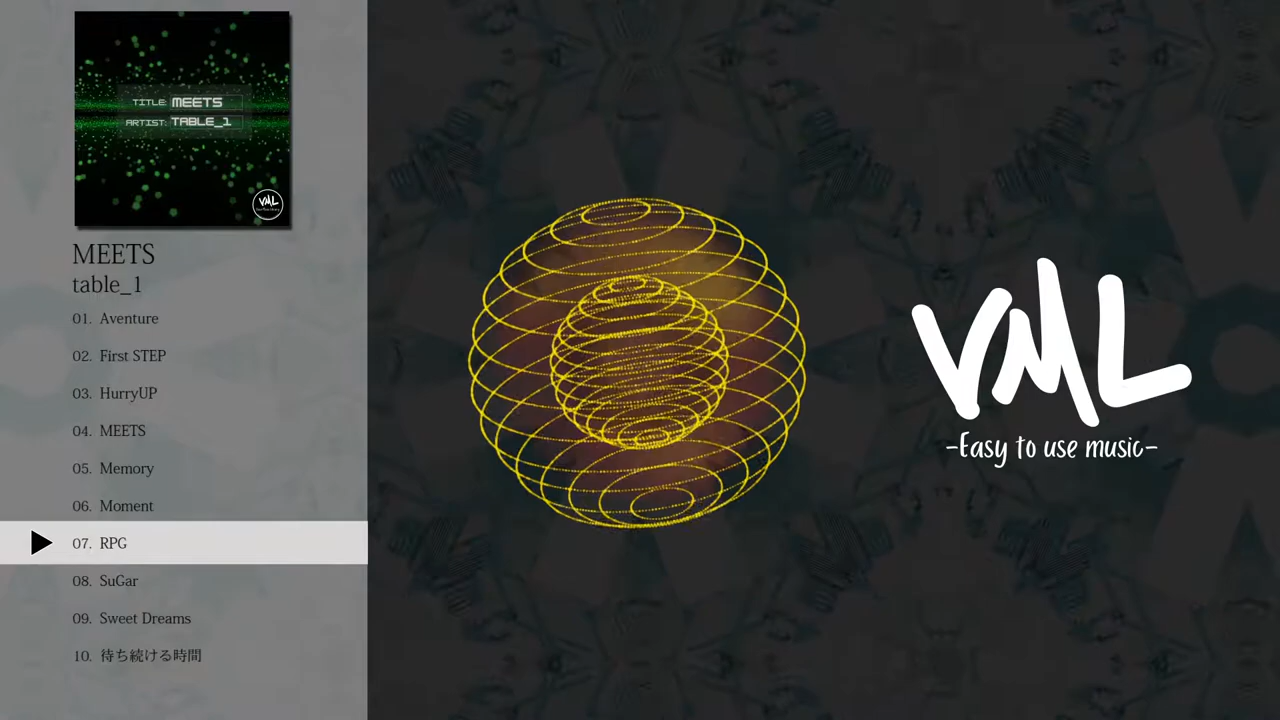 TITLE: MEETS
ARTIST: TABLE_1
VML
MEETS
table_1
01. Aventure
02. First STEP
03. HurryUP
04. MEETS
05. Memory
06. Moment
07. RPG
08. SuGar
09. Sweet Dreams
10. 待ち続ける時間
VML
-Easy to use music-